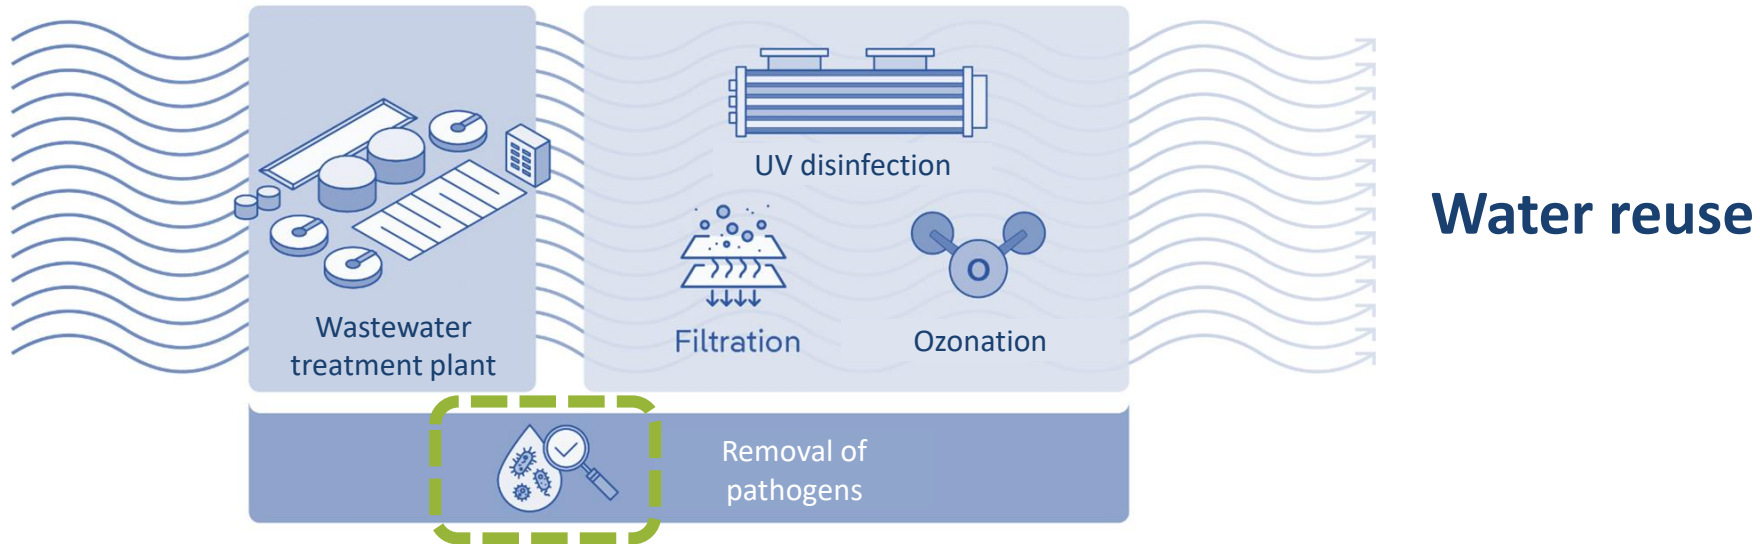 UV disinfection
Water reuse
O
Wastewater
treatment plant
Filtration
Ozonation
Removal of
pathogens